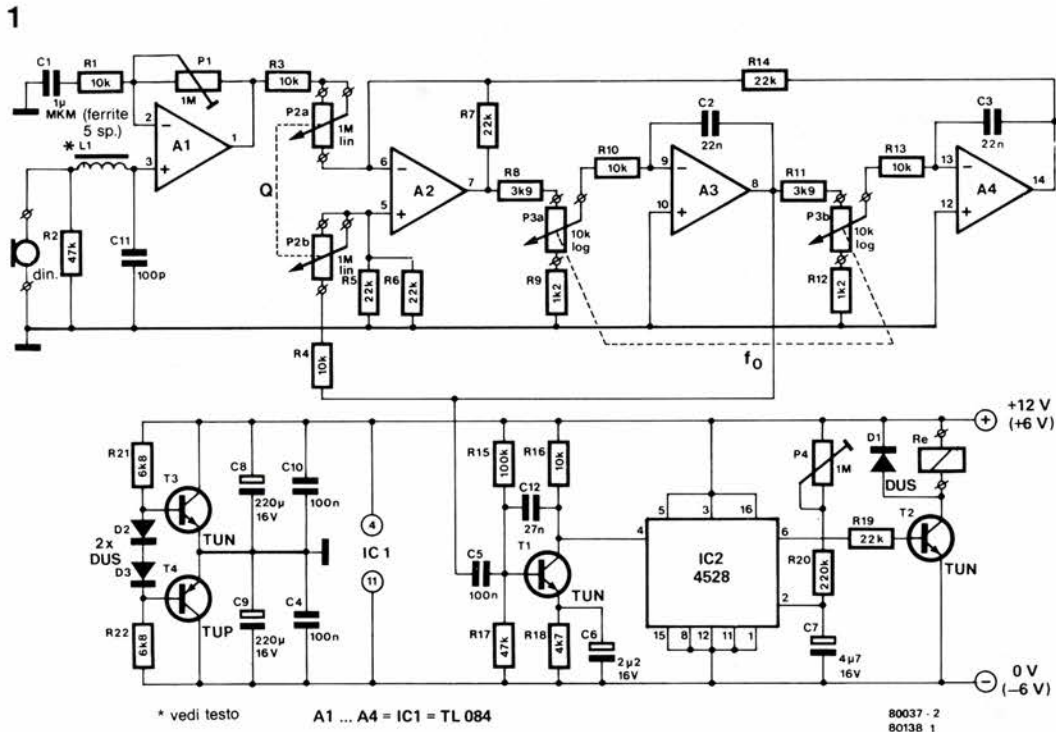 1
C1
1µ
MKM
R1
10k
P1
1M
R3
10k
(ferrite
5 sp.)
* L1
2
3
1
A1
R2
47k
din.
C11
100p
P2a
1M
lin
Q
P2b
1M
lin
R4
10k
R5
22k
R6
22k
6
5
7
A2
R7
22k
R8
3k9
P3a
10k
log
R9
1k2
R10
10k
C2
22n
9
10
8
A3
R14
22k
R11
3k9
P3b
10k
log
R12
1k2
R13
10k
C3
22n
13
12
14
A4
fo
+12 V
(+6 V)
R21
6k8
T3
TUN
D2
2x
DUS
D3
T4
TUP
R22
6k8
C8
220µ
16V
C10
100n
C9
220µ
16V
C4
100n
4
IC 1
11
C5
100n
R15
100k
R16
10k
C12
27n
T1
TUN
R17
47k
R18
4k7
C6
2µ2
16V
5
3
16
4
6
2
IC2
4528
15
8
12
11
1
P4
1M
R19
22k
R20
220k
C7
4µ7
16V
D1
DUS
Re
T2
TUN
0 V
(–6 V)
* vedi testo
A1 ... A4 = IC1 = TL 084
80037 - 2
80138 1